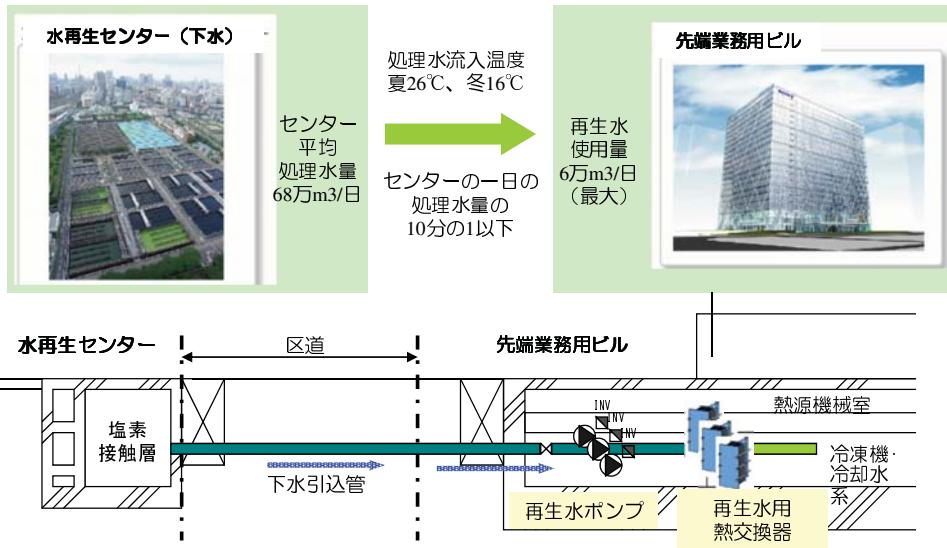 水再生センター（下水）
センター
平均
処理水量
68万m3/日
処理水流入温度
夏26℃、冬16℃
センターの一日の
処理水量の
10分の1以下
先端業務用ビル
再生水
使用量
6万m3/日
（最大）
水再生センター
区道
先端業務用ビル
塩素
接触層
下水引込管
INV
INV
INV
熱源機械室
冷凍機・
冷却水
系
再生水ポンプ
再生水用
熱交換器